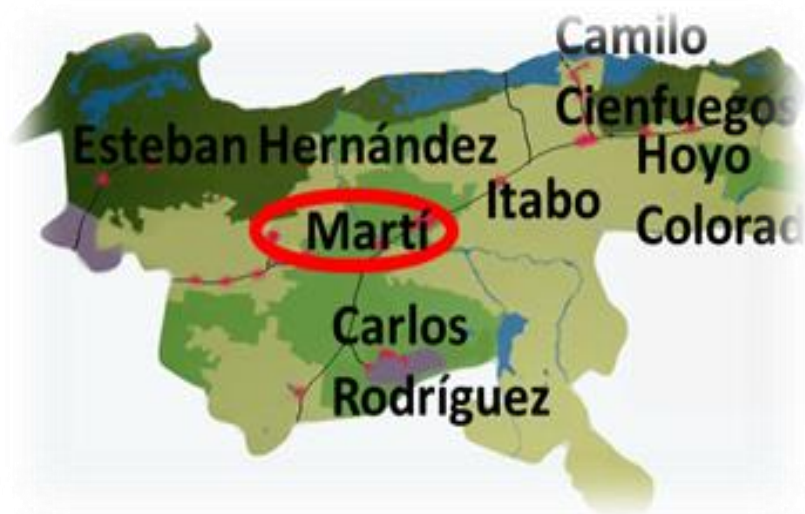 Camilo
Cienfuegos
Esteban Hernández
Hoyo
Itabo
Martí
Colorad
Carlos
Rodríguez